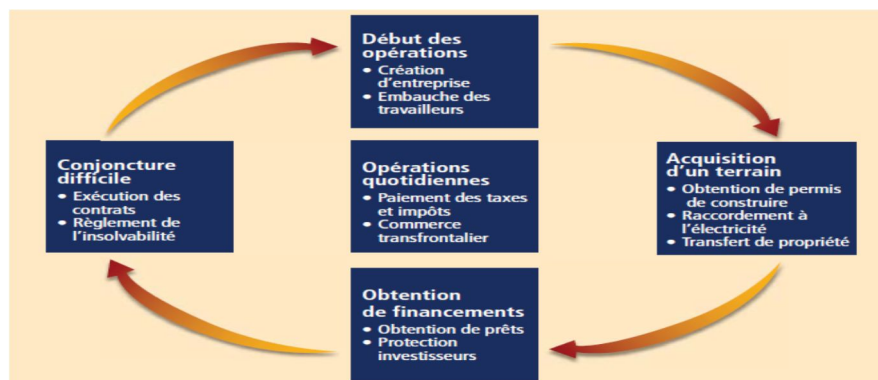 Début des
opérations
• Création
d'entreprise
• Embauche des
travailleurs
Conjoncture
difficile
• Exécution des
contrats
• Règlement de
l'insolvabilité
Opérations
quotidiennes
• Paiement des taxes
et impôts
• Commerce
transfrontalier
Acquisition
d'un terrain
• Obtention de permis
de construire
• Raccordement à
l'électricité
• Transfert de propriété
Obtention
de financements
• Obtention de prêts
• Protection
investisseurs